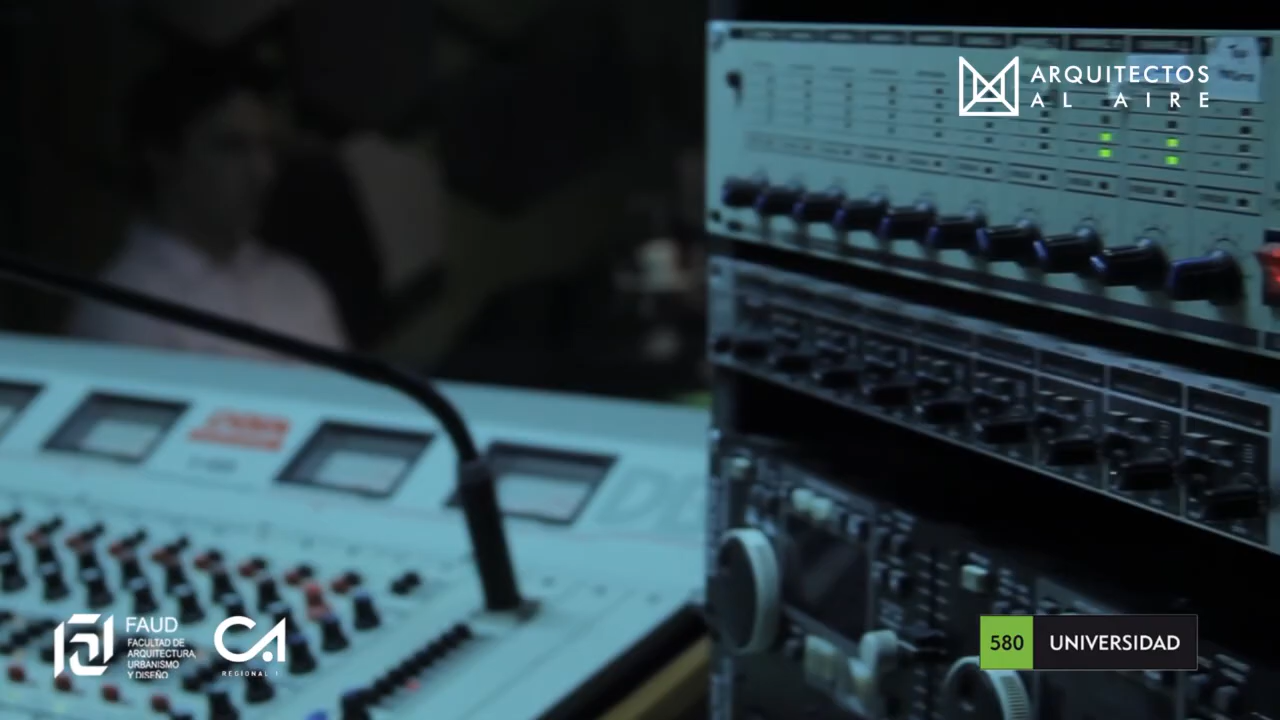 ARQUITECTOS
AL AIRE
FAUD
FACULTAD DE
ARQUITECTURA,
URBANISMO
Y DISEÑO
CA
REGIONAL 1
580 UNIVERSIDAD